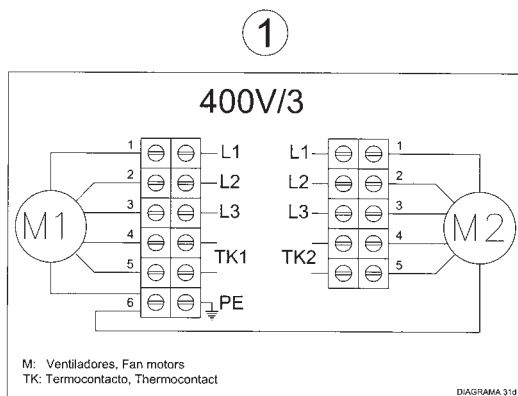 1
400V/3
1 L1 L1 1
2 L2 L2 2
3 L3 L3 3
M1 M2
4 4
TK1 TK2
5 5
6 PE
M: Ventiladores, Fan motors
TK: Termocontacto, Thermocontact
DIAGRAMA 31d